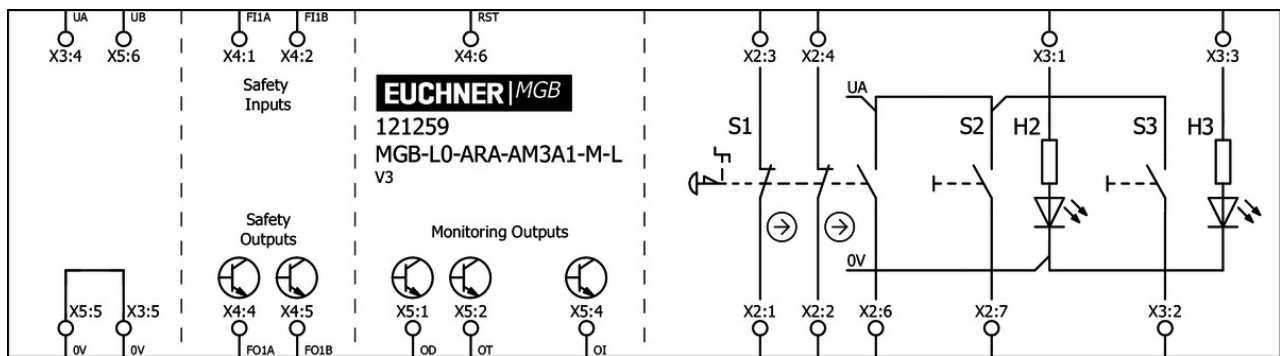 UA UB FI1A FI1B RST
X3:4 X5:6 X4:1 X4:2 X4:6 X2:3 X2:4 X3:1 X3:3
Safety
Inputs
EUCHNER|MGB
UA
121259
S1 S2 H2 S3 H3
MGB-L0-ARA-AM3A1-M-L
V3
Safety
Outputs
Monitoring Outputs
0V
X5:5 X3:5 X4:4 X4:5 X5:1 X5:2 X5:4 X2:1 X2:2 X2:6 X2:7 X3:2
0V 0V FO1A FO1B OD OT OI